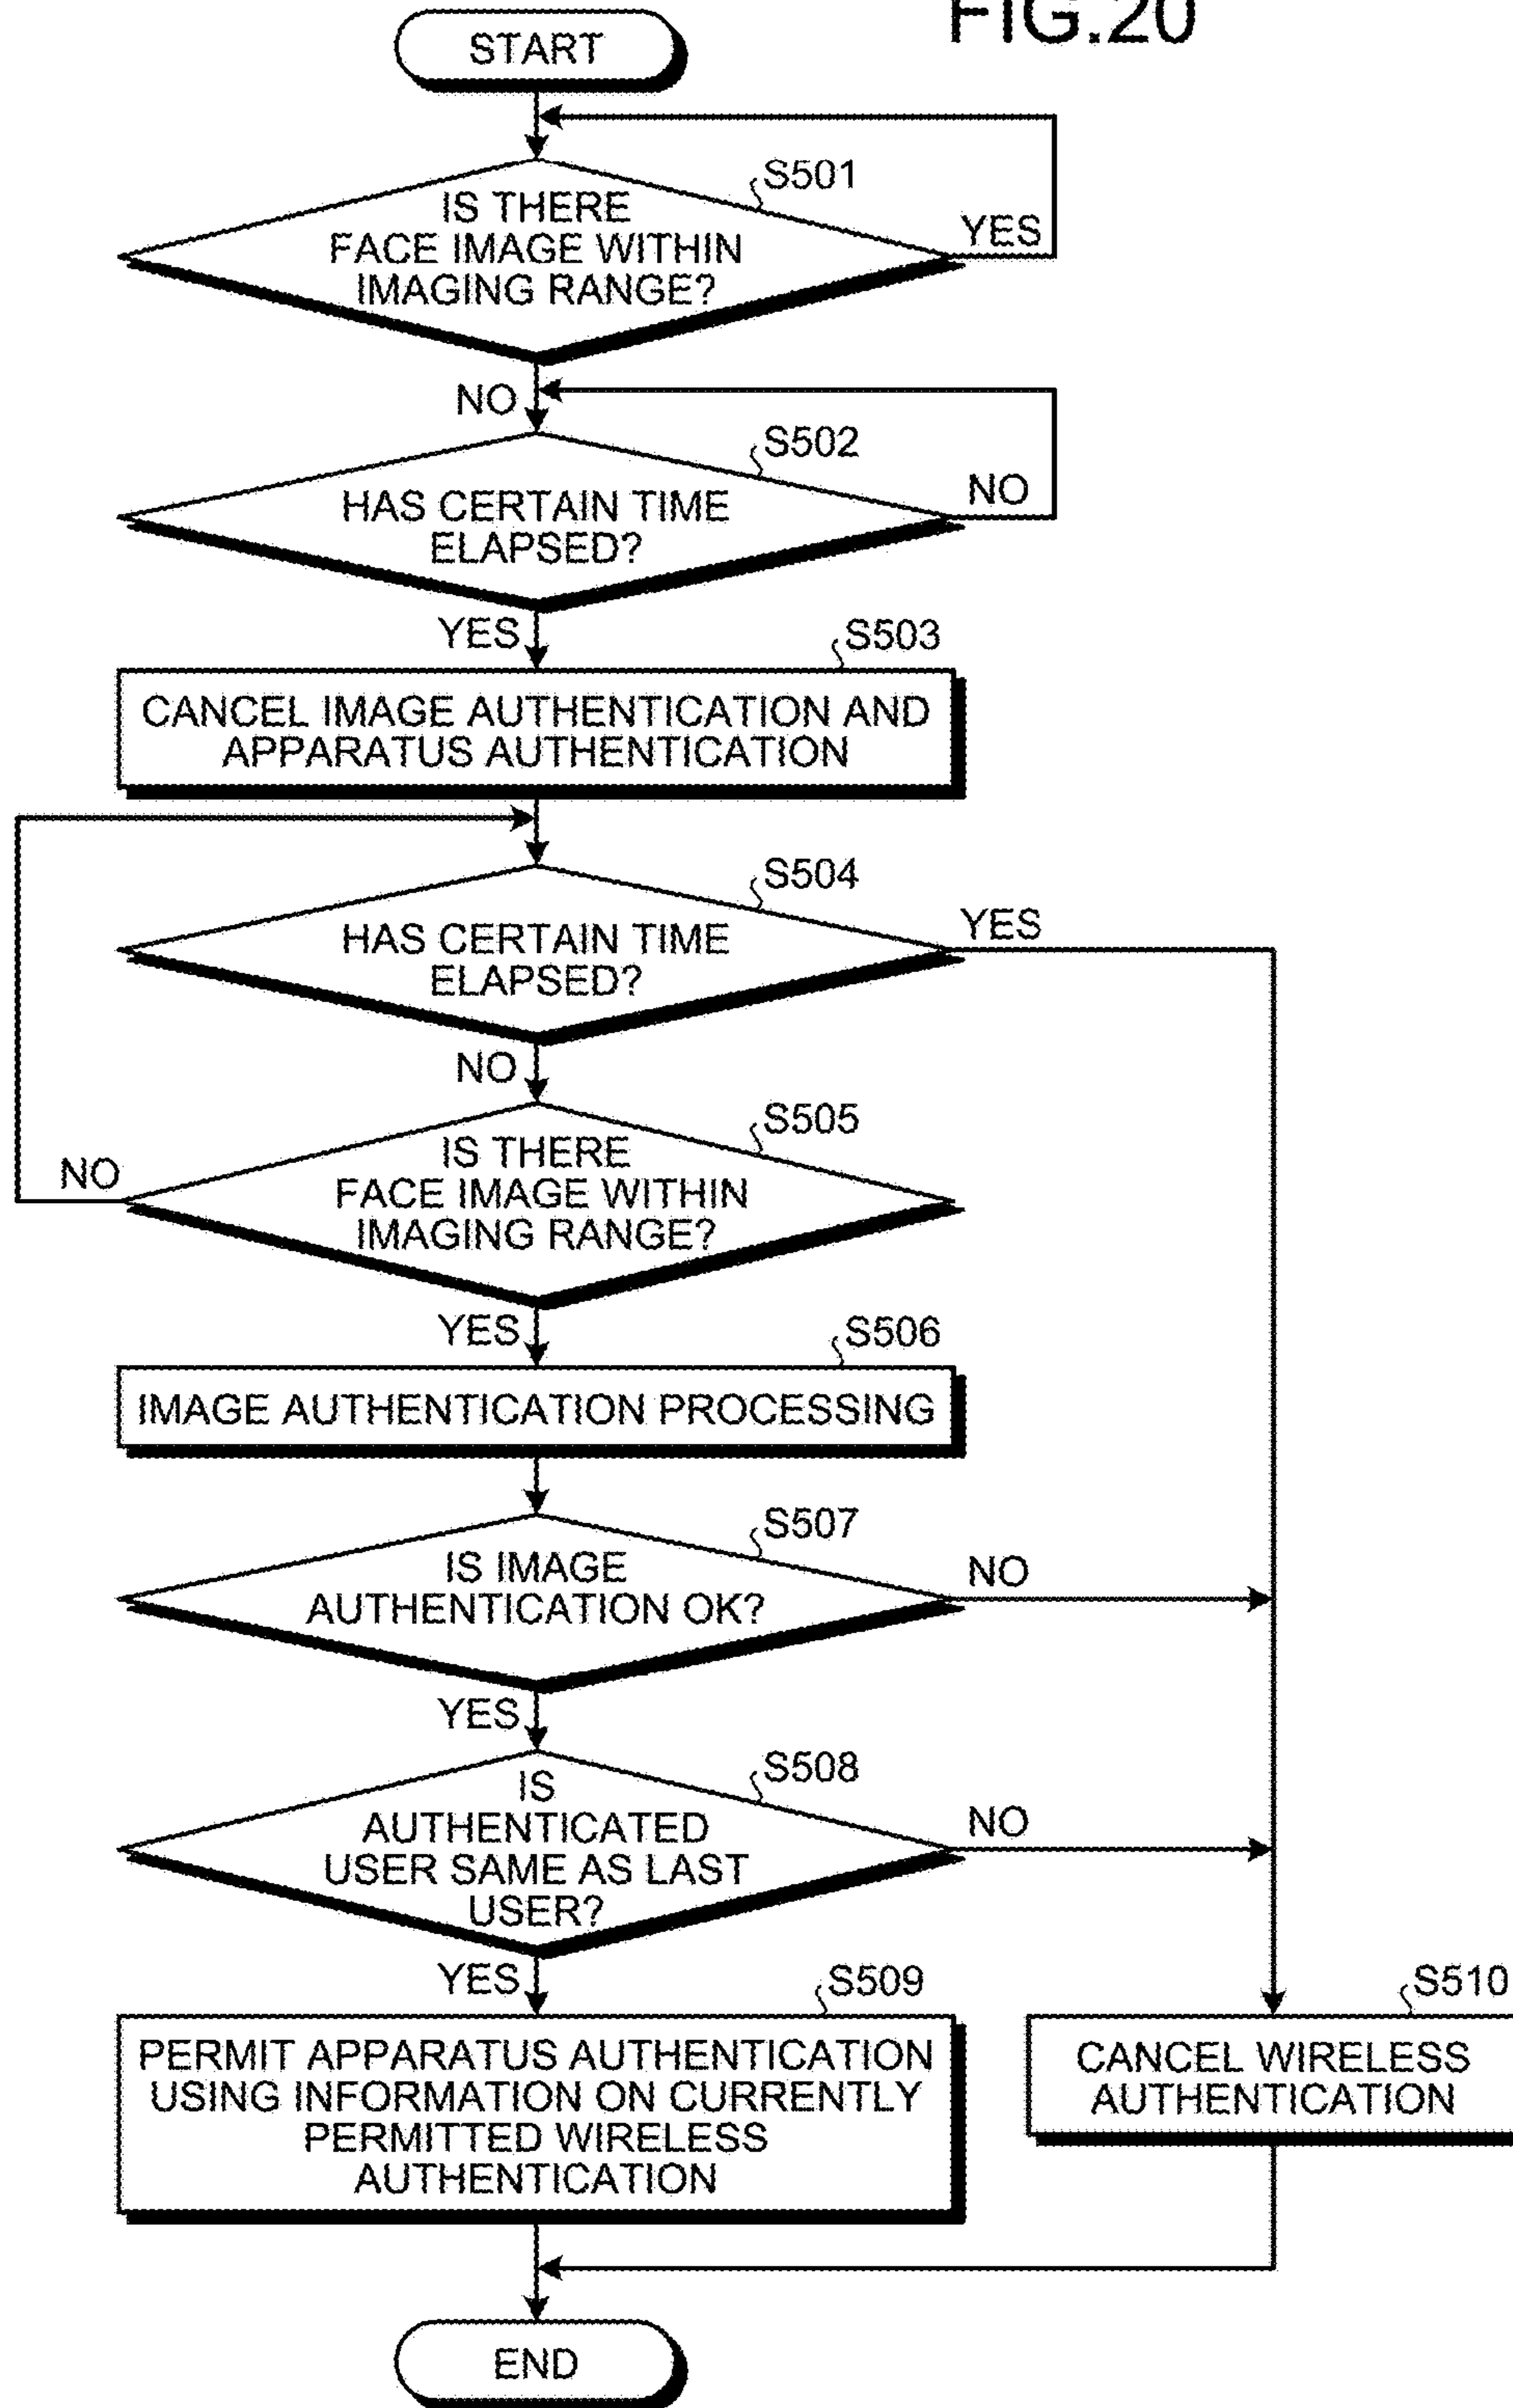 FIG.20
START
S501
IS THERE
FACE IMAGE WITHIN
IMAGING RANGE?
YES
NO
S502
HAS CERTAIN TIME
ELAPSED?
NO
YES
S503
CANCEL IMAGE AUTHENTICATION AND
APPARATUS AUTHENTICATION
S504
HAS CERTAIN TIME
ELAPSED?
YES
NO
S505
IS THERE
FACE IMAGE WITHIN
IMAGING RANGE?
NO
YES
S506
IMAGE AUTHENTICATION PROCESSING
S507
IS IMAGE
AUTHENTICATION OK?
NO
YES
S508
IS
AUTHENTICATED
USER SAME AS LAST
USER?
NO
YES
S509
PERMIT APPARATUS AUTHENTICATION
USING INFORMATION ON CURRENTLY
PERMITTED WIRELESS
AUTHENTICATION
S510
CANCEL WIRELESS
AUTHENTICATION
END